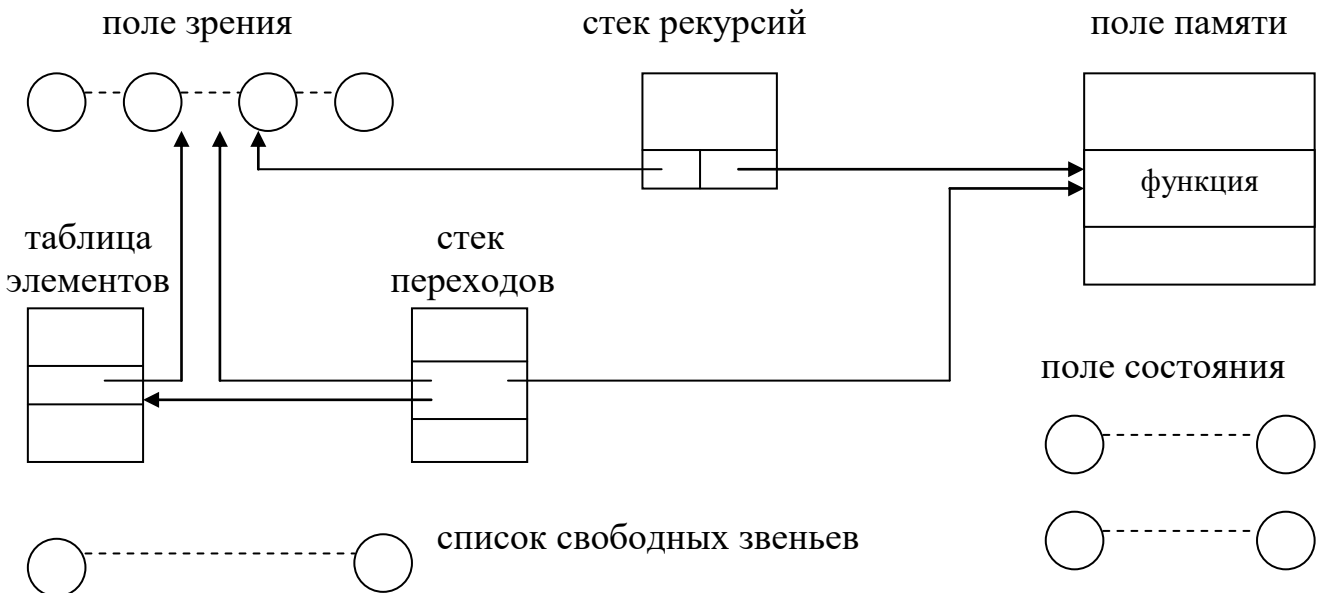 поле зрения
стек рекурсий
поле памяти
функция
таблица
элементов
стек
переходов
поле состояния
список свободных звеньев